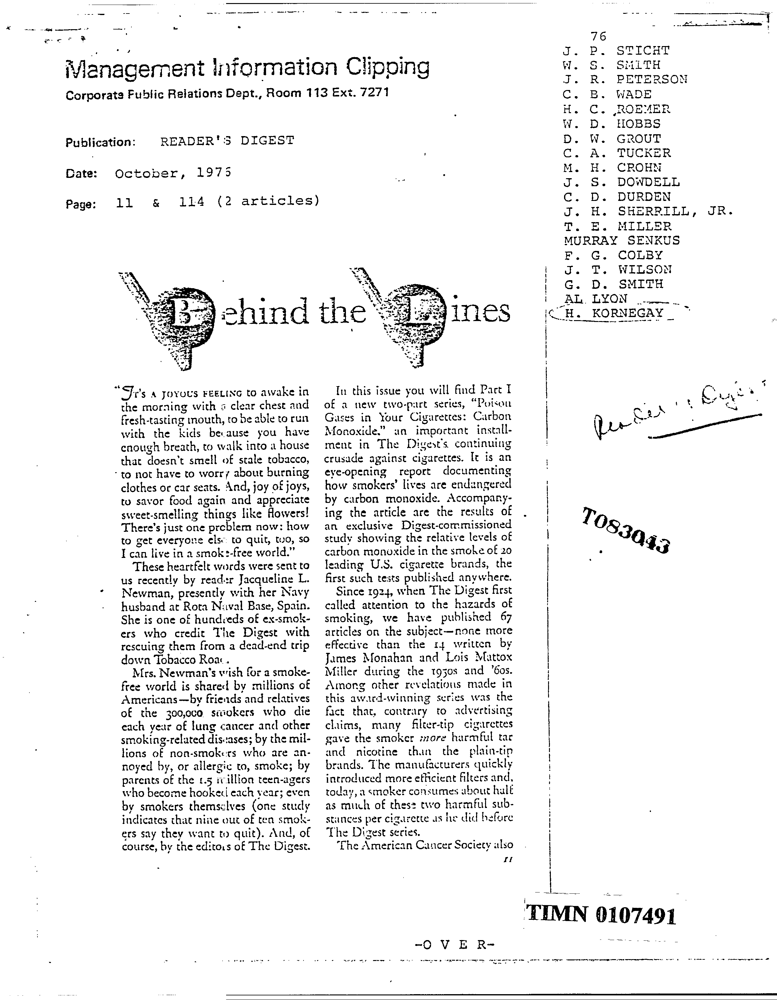 Management Information Clipping
Corporate Public Relations Dept., Room 113 Ext. 7271
Publication: READER'S DIGEST
Date: October, 1976
Page: 11 & 114 (2 articles)
76
J. P. STICHT
W. S. SMITH
J. R. PETERSON
C. B. WADE
H. C. ROEMER
W. D. HOBBS
D. W. GROUT
C. A. TUCKER
M. H. CROHN
J. S. DOWDELL
C. D. DURDEN
J. H. SHERRILL, JR.
T. E. MILLER
MURRAY SENKUS
F. G. COLBY
J. T. WILSON
G. D. SMITH
AL LYON
H. KORNEGAY
Behind the Lines
"It's a joyous feeling to awake in
the morning with a clear chest and
fresh-tasting mouth, to be able to run
with the kids because you have
enough breath, to walk into a house
that doesn't smell of stale tobacco,
to not have to worry about burning
clothes or car seats. And, joy of joys,
to savor food again and appreciate
sweet-smelling things like flowers!
There's just one problem now: how
to get everyone else to quit, too, so
I can live in a smoke-free world."
These heartfelt words were sent to
us recently by reader Jacqueline L.
Newman, presently with her Navy
husband at Rota Naval Base, Spain.
She is one of hundreds of ex-smok-
ers who credit The Digest with
rescuing them from a dead-end trip
down Tobacco Road.
Mrs. Newman's wish for a smoke-
free world is shared by millions of
Americans—by friends and relatives
of the 300,000 smokers who die
each year of lung cancer and other
smoking-related diseases; by the mil-
lions of non-smokers who are an-
noyed by, or allergic to, smoke; by
parents of the 1.5 million teen-agers
who become hooked each year; even
by smokers themselves (one study
indicates that nine out of ten smok-
ers say they want to quit). And, of
course, by the editors of The Digest.
In this issue you will find Part I
of a new two-part series, "Poison
Gases in Your Cigarettes: Carbon
Monoxide," an important install-
ment in The Digest's continuing
crusade against cigarettes. It is an
eye-opening report documenting
how smokers' lives are endangered
by carbon monoxide. Accompany-
ing the article are the results of
an exclusive Digest-commissioned
study showing the relative levels of
carbon monoxide in the smoke of 20
leading U.S. cigarette brands, the
first such tests published anywhere.
Since 1924, when The Digest first
called attention to the hazards of
smoking, we have published 67
articles on the subject—none more
effective than the 14 written by
James Monahan and Lois Mattox
Miller during the 1950s and '60s.
Among other revelations made in
this award-winning series was the
fact that, contrary to advertising
claims, many filter-tip cigarettes
gave the smoker more harmful tar
and nicotine than the plain-tip
brands. The manufacturers quickly
introduced more efficient filters and,
today, a smoker consumes about half
as much of these two harmful sub-
stances per cigarette as he did before
The Digest series.
The American Cancer Society also
11
Reader's Digest
T083043
TIMN 0107491
-O V E R-